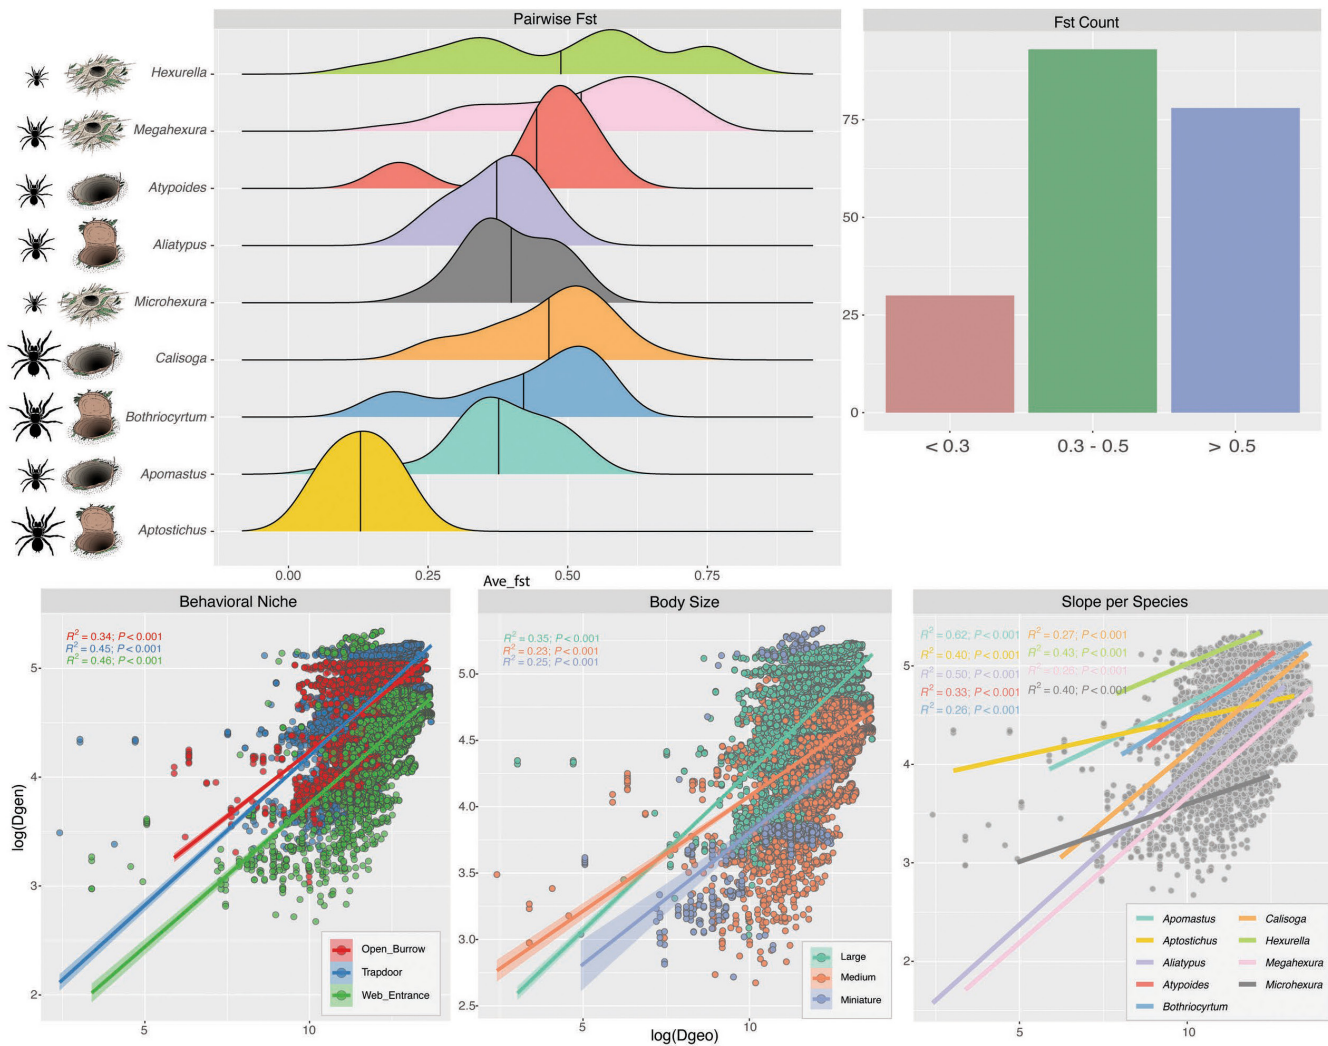 Pairwise Fst
Hexurella
Megahexura
Atypoides
Aliatypus
Microhexura
Calisoga
Bothriocyrtum
Apomastus
Aptostichus
0.00 0.25 0.50 0.75
Ave_fst
Fst Count
75
50
25
0
< 0.3 0.3 - 0.5 > 0.5
Behavioral Niche
R² = 0.34; P < 0.001
R² = 0.45; P < 0.001
R² = 0.46; P < 0.001
log(Dgen)
5
4
3
2
Open_Burrow
Trapdoor
Web_Entrance
5 10
Body Size
R² = 0.35; P < 0.001
R² = 0.23; P < 0.001
R² = 0.25; P < 0.001
5.0
4.5
4.0
3.5
3.0
2.5
Large
Medium
Miniature
5 10
log(Dgeo)
Slope per Species
R² = 0.62; P < 0.001 R² = 0.27; P < 0.001
R² = 0.40; P < 0.001 R² = 0.43; P < 0.001
R² = 0.50; P < 0.001 P < 0.001
R² = 0.33; P < 0.001 R² = 0.40; P < 0.001
R² = 0.26; P < 0.001
5
4
3
2
Apomastus Calisoga
Aptostichus Hexurella
Aliatypus Megahexura
Atypoides Microhexura
Bothriocyrtum
5 10